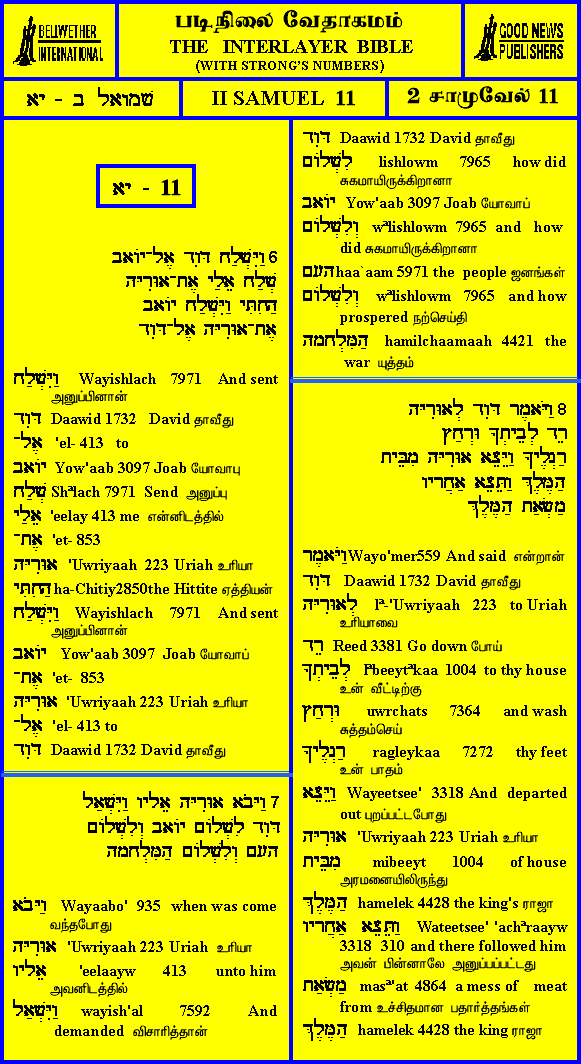 BELLWETHER
INTERNATIONAL
படிநிலை வேதாகமம்
THE INTERLAYER BIBLE
(WITH STRONG'S NUMBERS)
GOOD NEWS
PUBLISHERS
שמואל ב - יא
II SAMUEL 11
2 சாமுவேல் 11
יא - 11
6 וַיִּשְׁלַח דָּוִד אֶל־יוֹאָב
שְׁלַח אֵלַי אֶת־אוּרִיָּה
הַחִתִּי וַיִּשְׁלַח יוֹאָב
אֶת־אוּרִיָּה אֶל־דָּוִד
וַיִּשְׁלַח Wayishlach 7971 And sent
அனுப்பினான்
דָּוִד Daawid 1732 David தாவீது
אֶל־ 'el- 413 to
יוֹאָב Yow'aab 3097 Joab யோவாபு
שְׁלַח Shᵃlach 7971 Send அனுப்பு
אֵלַי 'eelay 413 me என்னிடத்தில்
אֶת־ 'et- 853
אוּרִיָּה 'Uwriyaah 223 Uriah உரியா
הַחִתִּי ha-Chitiy2850the Hittite ஏத்தியன்
וַיִּשְׁלַח Wayishlach 7971 And sent
அனுப்பினான்
יוֹאָב Yow'aab 3097 Joab யோவாப்
אֶת־ 'et- 853
אוּרִיָּה 'Uwriyaah 223 Uriah உரியா
אֶל־ 'el- 413 to
דָּוִד Daawid 1732 David தாவீது
7 וַיָּבֹא אוּרִיָּה אֵלָיו וַיִּשְׁאַל
דָּוִד לִשְׁלוֹם יוֹאָב וְלִשְׁלוֹם
העם וְלִשְׁלוֹם הַמִּלְחמה
וַיָּבֹא Wayaabo' 935 when was come
வந்தபோது
אוּרִיָּה 'Uwriyaah 223 Uriah உரியா
אֵלָיו 'eelaayw 413 unto him
அவனிடத்தில்
וַיִּשְׁאַל wayish'al 7592 And
demanded விசாரித்தான்
דָּוִד Daawid 1732 David தாவீது
לִשְׁלוֹם lishlowm 7965 how did
சுகமாயிருக்கிறானா
יוֹאָב Yow'aab 3097 Joab யோவாப்
וְלִשְׁלוֹם wᵃlishlowm 7965 and how
did சுகமாயிருக்கிறானா
העם haa`aam 5971 the people ஜனங்கள்
וְלִשְׁלוֹם wᵃlishlowm 7965 and how
prospered நற்செய்தி
הַמִּלְחמה hamilchaamaah 4421 the
war யுத்தம்
8 וַיֹּאמֶר דָּוִד לְאוּרִיָּה
רֵד לְבֵיתְךָ וּרְחַץ
רַגְלֶיךָ וַיֵּצֵא אוּרִיָּה מִבֵּית
הַמֶּלֶךְ וַתֵּצֵא אַחֲרָיו
מַשְׂאַת הַמֶּלֶךְ
וַיֹּאמֶר Wayo'mer559 And said என்றான்
דָּוִד Daawid 1732 David தாவீது
לְאוּרִיָּה lᵃ-'Uwriyaah 223 to Uriah
உரியாவை
רֵד Reed 3381 Go down போய்
לְבֵיתְךָ lᵃbeeytᵃkaa 1004 to thy house
உன் வீட்டிற்கு
וּרְחַץ uwrchats 7364 and wash
சுத்தம்செய்
רַגְלֶיךָ ragleykaa 7272 thy feet
உன் பாதம்
וַיֵּצֵא Wayeetsee' 3318 And departed
out புறப்பட்டபோது
אוּרִיָּה 'Uwriyaah 223 Uriah உரியா
מִבֵּית mibeeyt 1004 of house
அரமனையிலிருந்து
הַמֶּלֶךְ hamelek 4428 the king's ராஜா
וַתֵּצֵא אַחֲרָיו Wateetsee' 'achᵃraayw
3318 310 and there followed him
அவன் பின்னாலே அனுப்பப்பட்டது
מַשְׂאַת masᵃ'at 4864 a mess of meat
from உச்சிதமான பதார்த்தங்கள்
הַמֶּלֶךְ hamelek 4428 the king ராஜா